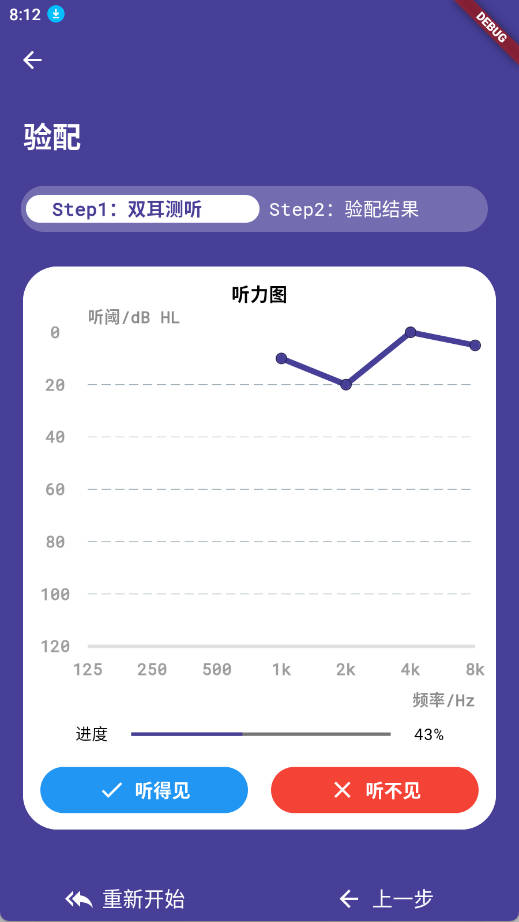 8:12
DEBUG
验配
Step1: 双耳测听 Step2: 验配结果
听力图
听阈/dB HL
0
20
40
60
80
100
120
125 250 500 1k 2k 4k 8k
频率/Hz
进度 43%
听得见 听不见
重新开始 上一步